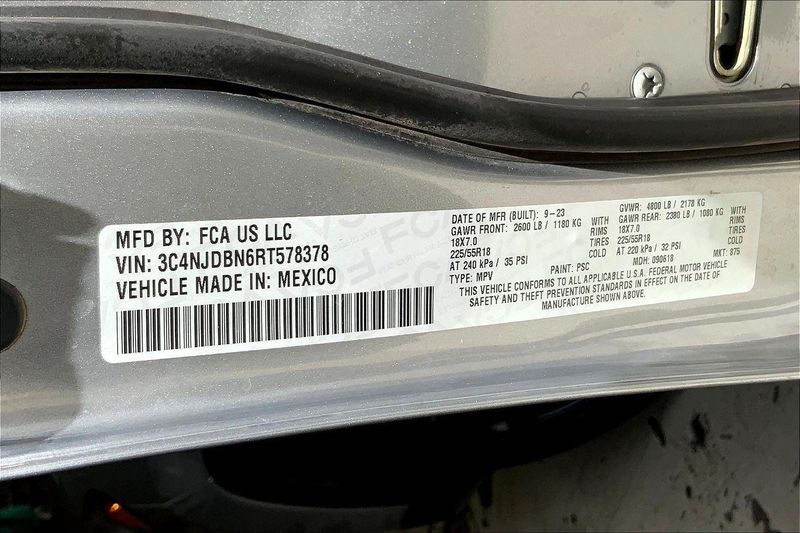 MFD BY: FCA US LLC
VIN: 3C4NJDBN6RT578378
VEHICLE MADE IN: MEXICO
DATE OF MFR (BUILT): 9-23 GVWR: 4800 LB / 2178 KG
GAWR FRONT: 2600 LB / 1180 KG WITH GAWR REAR: 2380 LB / 1080 KG WITH
18X7.0 RIMS 18X7.0 RIMS
225/55R18 TIRES 225/55R18 TIRES
AT 240 kPa / 35 PSI COLD AT 220 kPa / 32 PSI COLD
TYPE: MPV PAINT: PSC MDH: 090618 MKT: 875
THIS VEHICLE CONFORMS TO ALL APPLICABLE U.S.A. FEDERAL MOTOR VEHICLE
SAFETY AND THEFT PREVENTION STANDARDS IN EFFECT ON THE DATE OF
MANUFACTURE SHOWN ABOVE.